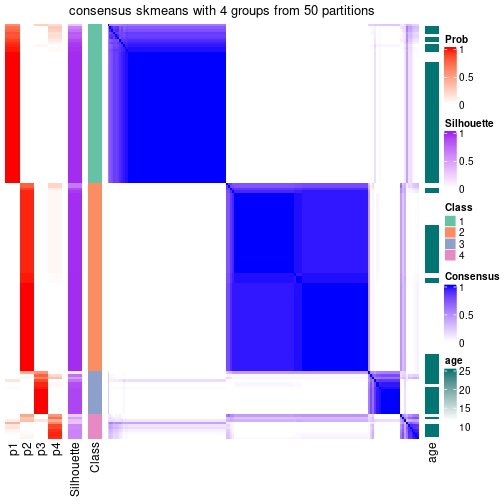 consensus skmeans with 4 groups from 50 partitions
Prob
1
0.5
0
Silhouette
1
0.5
0
Class
1
2
3
4
Consensus
1
0.5
0
age
25
20
15
10
p1
p2
p3
p4
Silhouette
Class
age